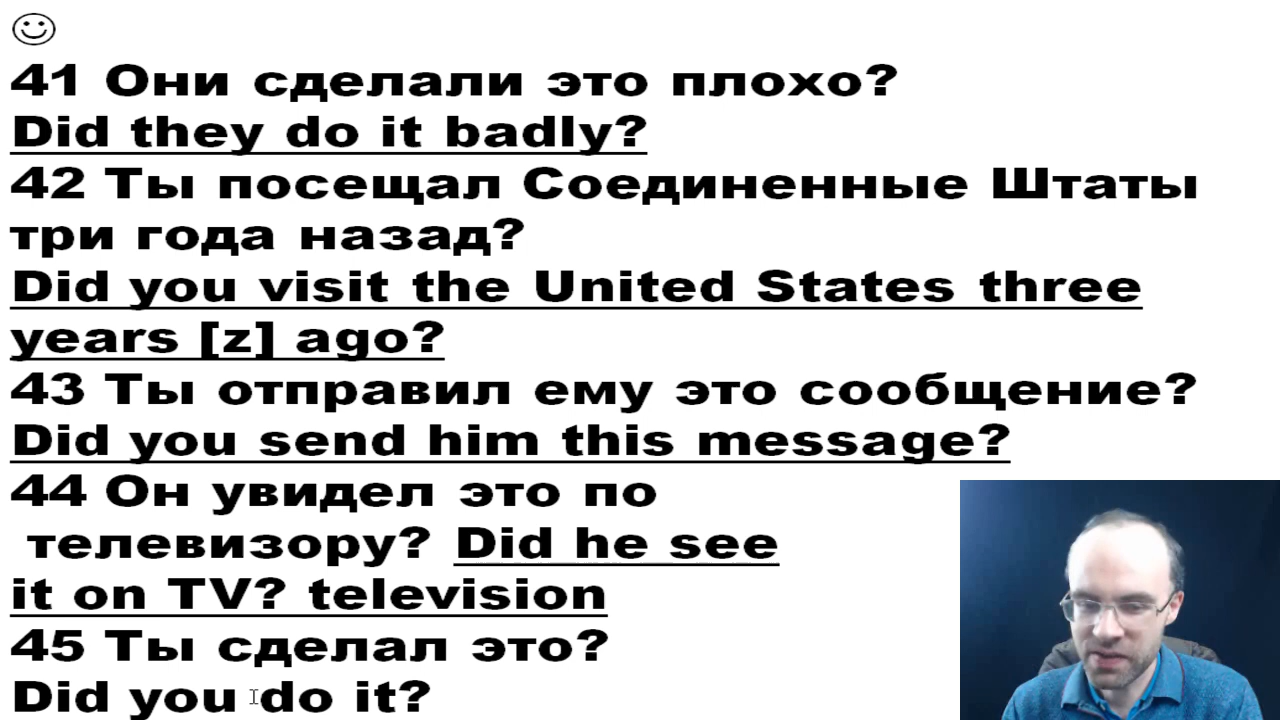 41 Они сделали это плохо?
Did they do it badly?
42 Ты посещал Соединенные Штаты
три года назад?
Did you visit the United States three
years [z] ago?
43 Ты отправил ему это сообщение?
Did you send him this message?
44 Он увидел это по
телевизору? Did he see
it on TV? television
45 Ты сделал это?
Did you do it?